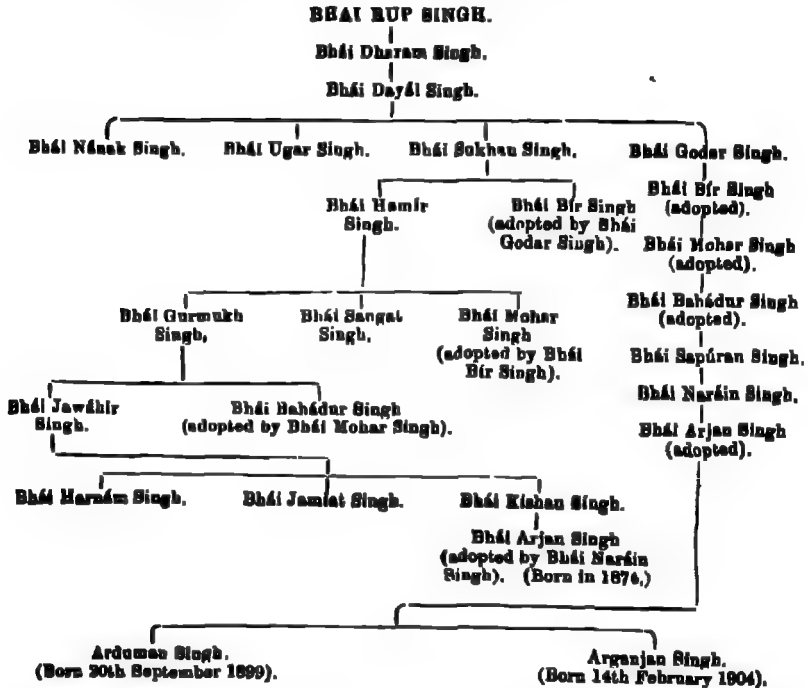 BHAI RUP SINGH.
Bhái Dharam Singh.
Bhái Dayál Singh.
Bhái Nának Singh. Bhái Ugar Singh. Bhái Sukhan Singh. Bhái Godar Singh.
Bhái Hamír Singh.
Bhái Bír Singh (adopted by Bhái Godar Singh).
Bhái Bír Singh (adopted).
Bhái Mohar Singh (adopted).
Bhái Gurmukh Singh,
Bhái Sangat Singh,
Bhái Mohar Singh (adopted by Bhái Bír Singh).
Bhái Bahádur Singh (adopted).
Bhái Sapúran Singh.
Bhái Naráin Singh.
Bhái Arjan Singh (adopted).
Bhái Jawáhir Singh.
Bhái Bahádur Singh (adopted by Bhái Mohar Singh).
Bhái Harnám Singh. Bhái Jamiat Singh. Bhái Kishan Singh.
Bhái Arjan Singh (adopted by Bhái Naráin Singh). (Born in 1874.)
Arduman Singh.
(Born 20th September 1899).
Arganjan Singh.
(Born 14th February 1904).